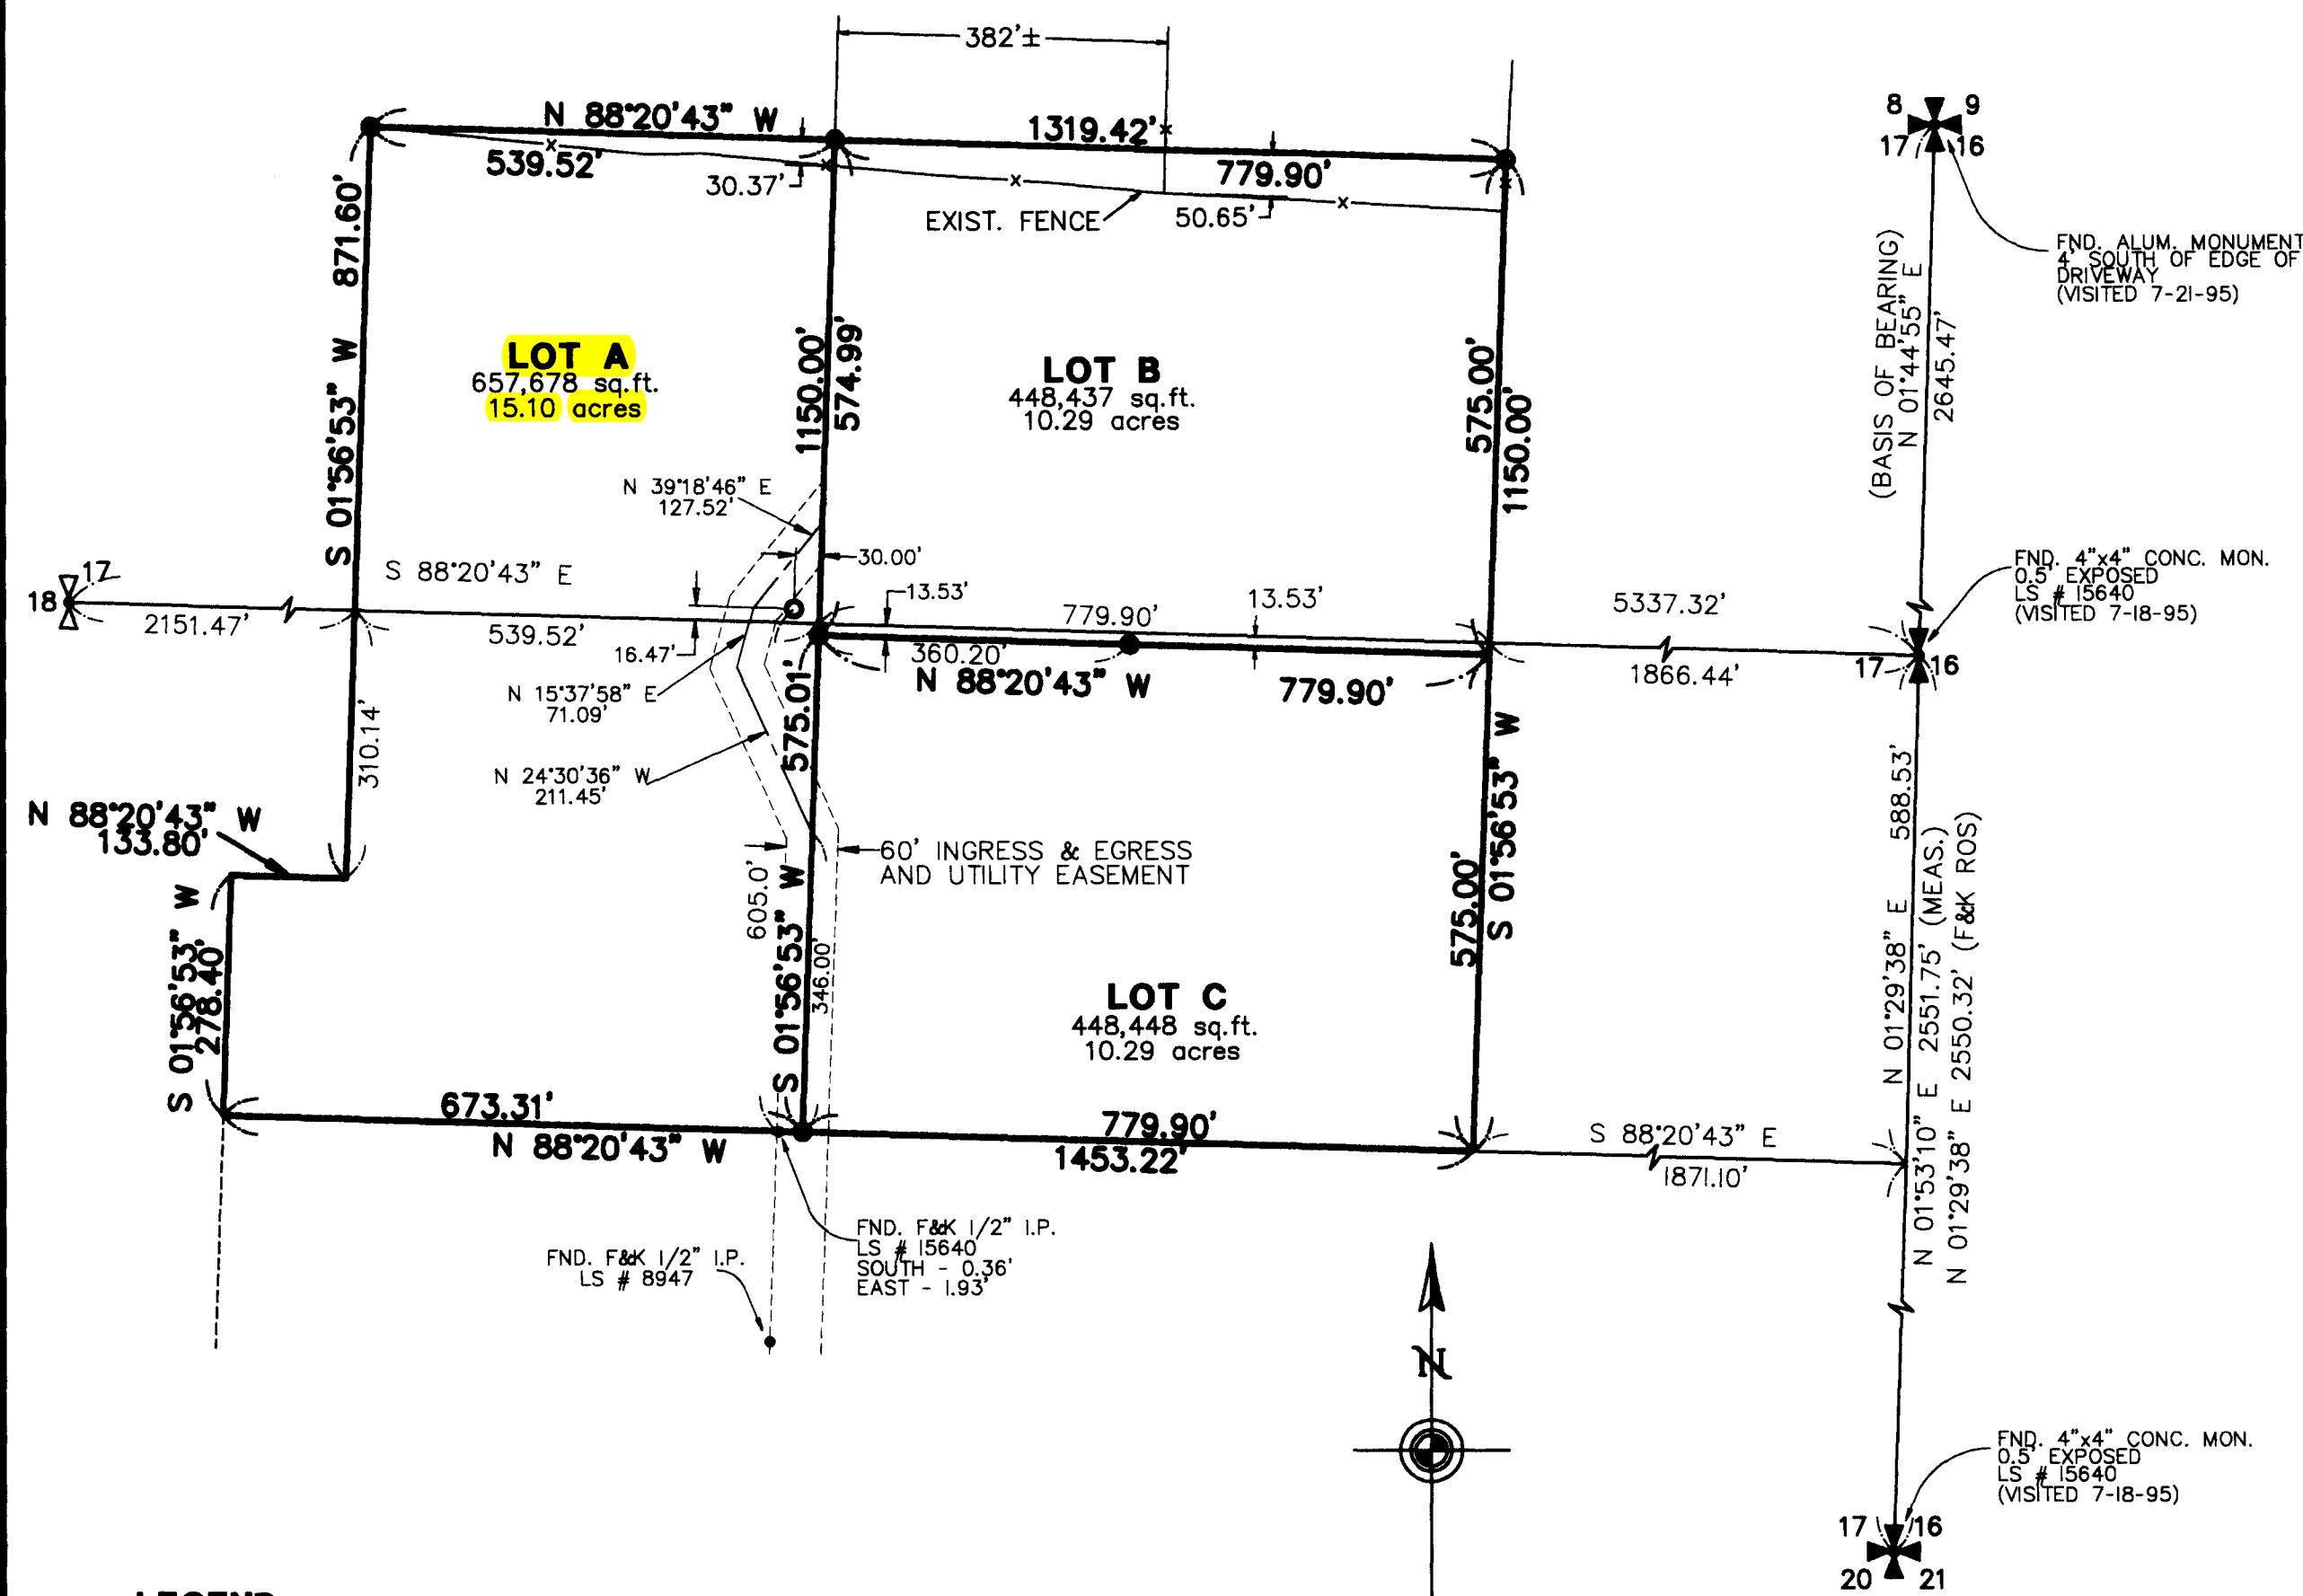 382'±
N 88°20'43" W
1319.42'
539.52'
779.90'
30.37'
50.65'
EXIST. FENCE
8 9
17 16
FND. ALUM. MONUMENT
4' SOUTH OF EDGE OF
DRIVEWAY
(VISITED 7-21-95)
S 01°56'53" W 871.60'
LOT A
657,678 sq.ft.
15.10 acres
1150.00'
574.99'
LOT B
448,437 sq.ft.
10.29 acres
575.00'
1150.00'
(BASIS OF BEARING)
N 01°44'55" E
2645.47'
N 39°18'46" E
127.52'
30.00'
17
18
S 88°20'43" E
2151.47'
539.52'
16.47'
13.53'
779.90'
13.53'
5337.32'
360.20'
N 88°20'43" W
779.90'
1866.44'
17 16
FND. 4"x4" CONC. MON.
0.5' EXPOSED
LS # 15640
(VISITED 7-18-95)
N 15°37'58" E
71.09'
N 24°30'36" W
211.45'
310.14'
575.01'
N 88°20'43" W
133.80'
60' INGRESS & EGRESS
AND UTILITY EASEMENT
605.0'
S 01°56'53" W
346.00'
575.00'
S 01°56'53" W
N 01°29'38" E 588.53'
N 01°53'10" E 2551.75' (MEAS.)
N 01°29'38" E 2550.32' (F&K ROS)
S 01°56'53" W
278.40'
LOT C
448,448 sq.ft.
10.29 acres
673.31'
N 88°20'43" W
779.90'
1453.22'
S 88°20'43" E
1871.10'
FND. F&K 1/2" I.P.
LS # 8947
FND. F&K 1/2" I.P.
LS # 15640
SOUTH - 0.36'
EAST - 1.93'
N
FND. 4"x4" CONC. MON.
0.5' EXPOSED
LS # 15640
(VISITED 7-18-95)
17 16
20 21
LEGEND